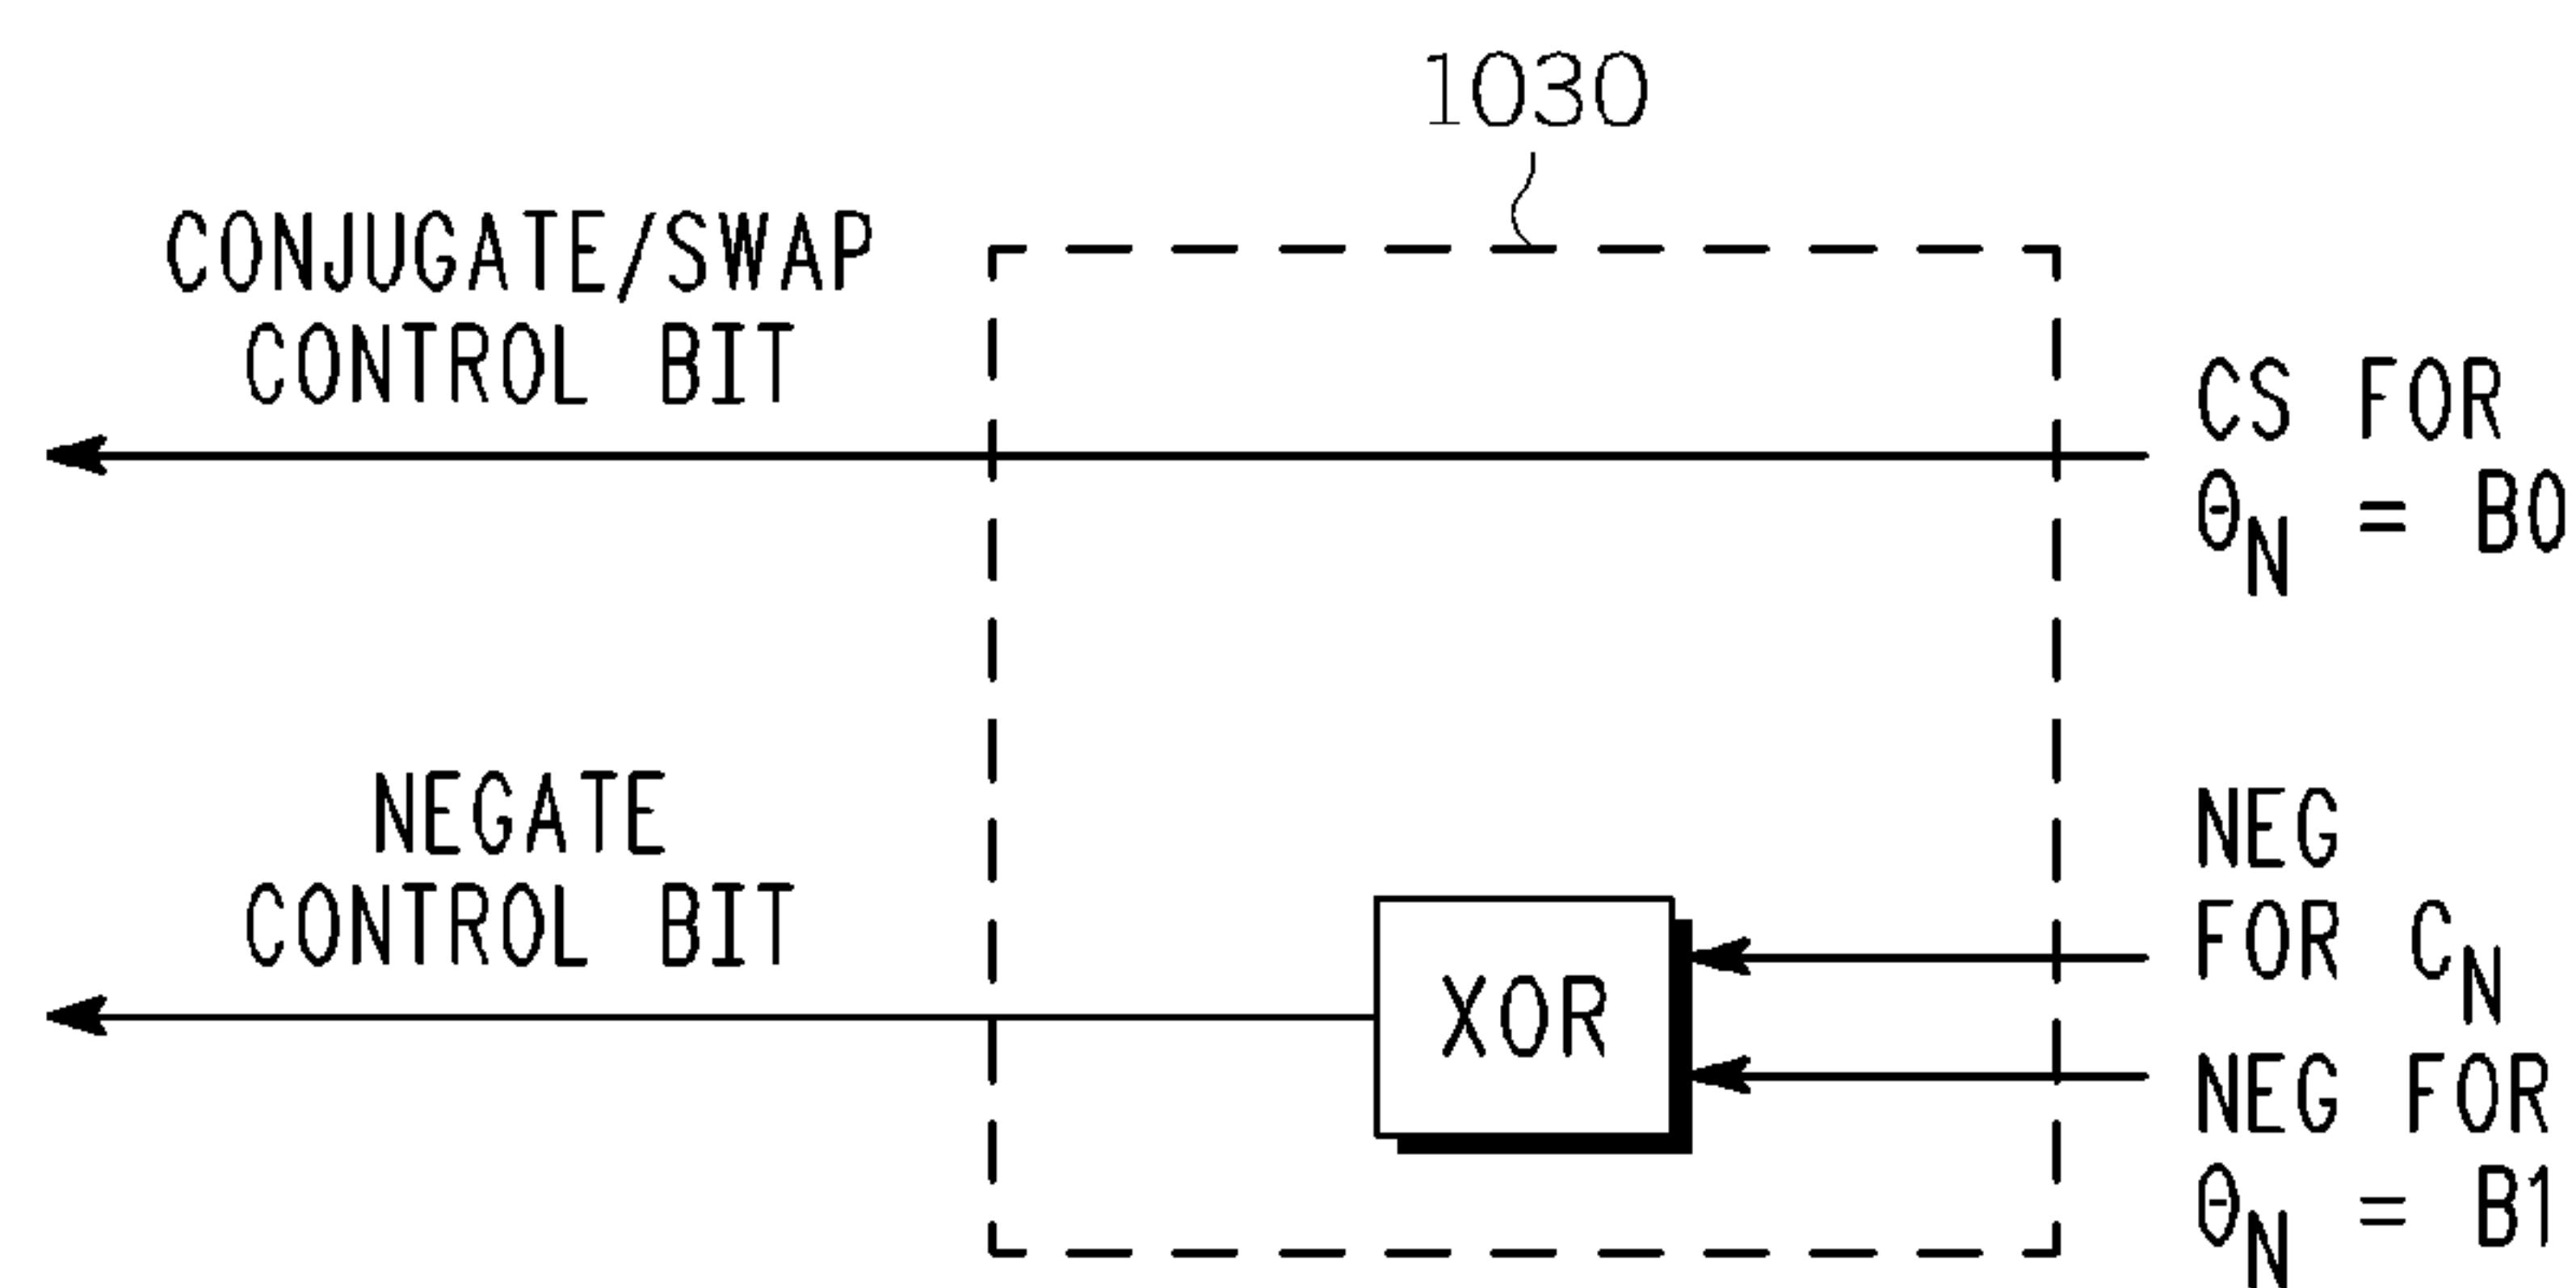 1030
CONJUGATE/SWAP
CONTROL BIT
CS FOR
θN = B0
NEGATE
CONTROL BIT
XOR
NEG
FOR CN
NEG FOR
θN = B1